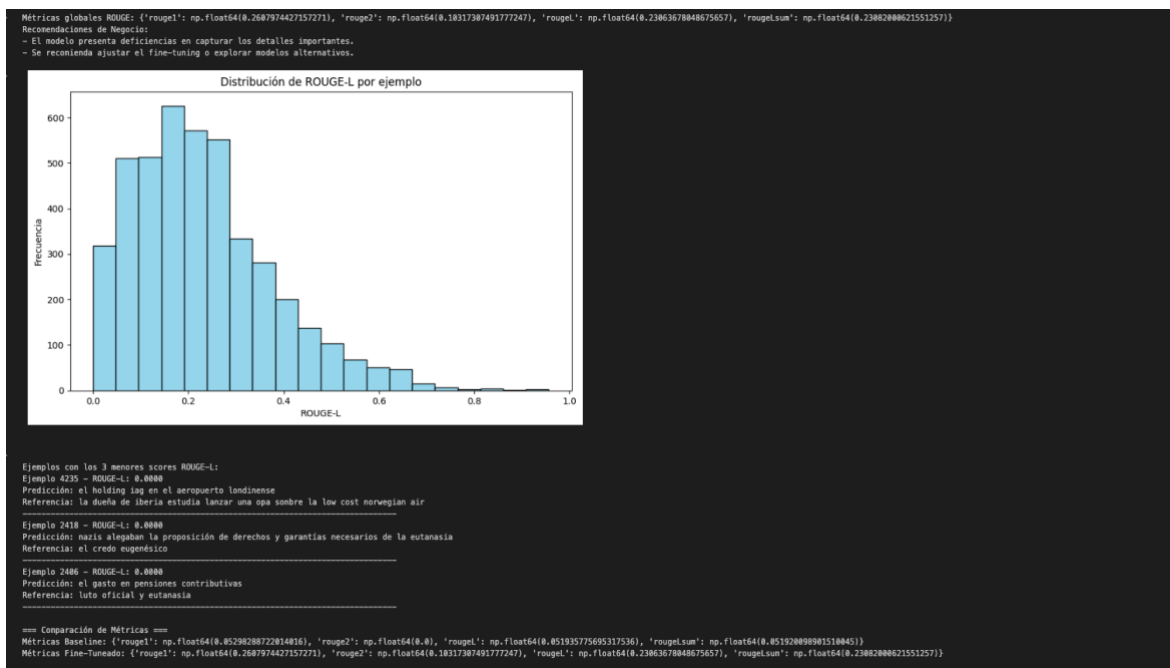 Métricas globales ROUGE: {'rouge1': np.float64(0.2607974427157271), 'rouge2': np.float64(0.10317307491777247), 'rougeL': np.float64(0.23063678048675657), 'rougeLsum': np.float64(0.23082000621551257)}
Recomendaciones de Negocio:
- El modelo presenta deficiencias en capturar los detalles importantes.
- Se recomienda ajustar el fine-tuning o explorar modelos alternativos.
Distribución de ROUGE-L por ejemplo
600
500
400
300
200
100
0
Frecuencia
0.0 0.2 0.4 0.6 0.8 1.0
ROUGE-L
Ejemplos con los 3 menores scores ROUGE-L:
Ejemplo 4235 - ROUGE-L: 0.0000
Predicción: el holding iag en el aeropuerto londinense
Referencia: la dueña de iberia estudia lanzar una opa sonbre la low cost norwegian air
Ejemplo 2418 - ROUGE-L: 0.0000
Predicción: nazis alegaban la proposición de derechos y garantías necesarios de la eutanasia
Referencia: el credo eugenésico
Ejemplo 2406 - ROUGE-L: 0.0000
Predicción: el gasto en pensiones contributivas
Referencia: luto oficial y eutanasia
=== Comparación de Métricas ===
Métricas Baseline: {'rouge1': np.float64(0.05298288722014016), 'rouge2': np.float64(0.0), 'rougeL': np.float64(0.051935775695317536), 'rougeLsum': np.float64(0.051920098901510045)}
Métricas Fine-Tuneado: {'rouge1': np.float64(0.2607974427157271), 'rouge2': np.float64(0.10317307491777247), 'rougeL': np.float64(0.23063678048675657), 'rougeLsum': np.float64(0.23082000621551257)}